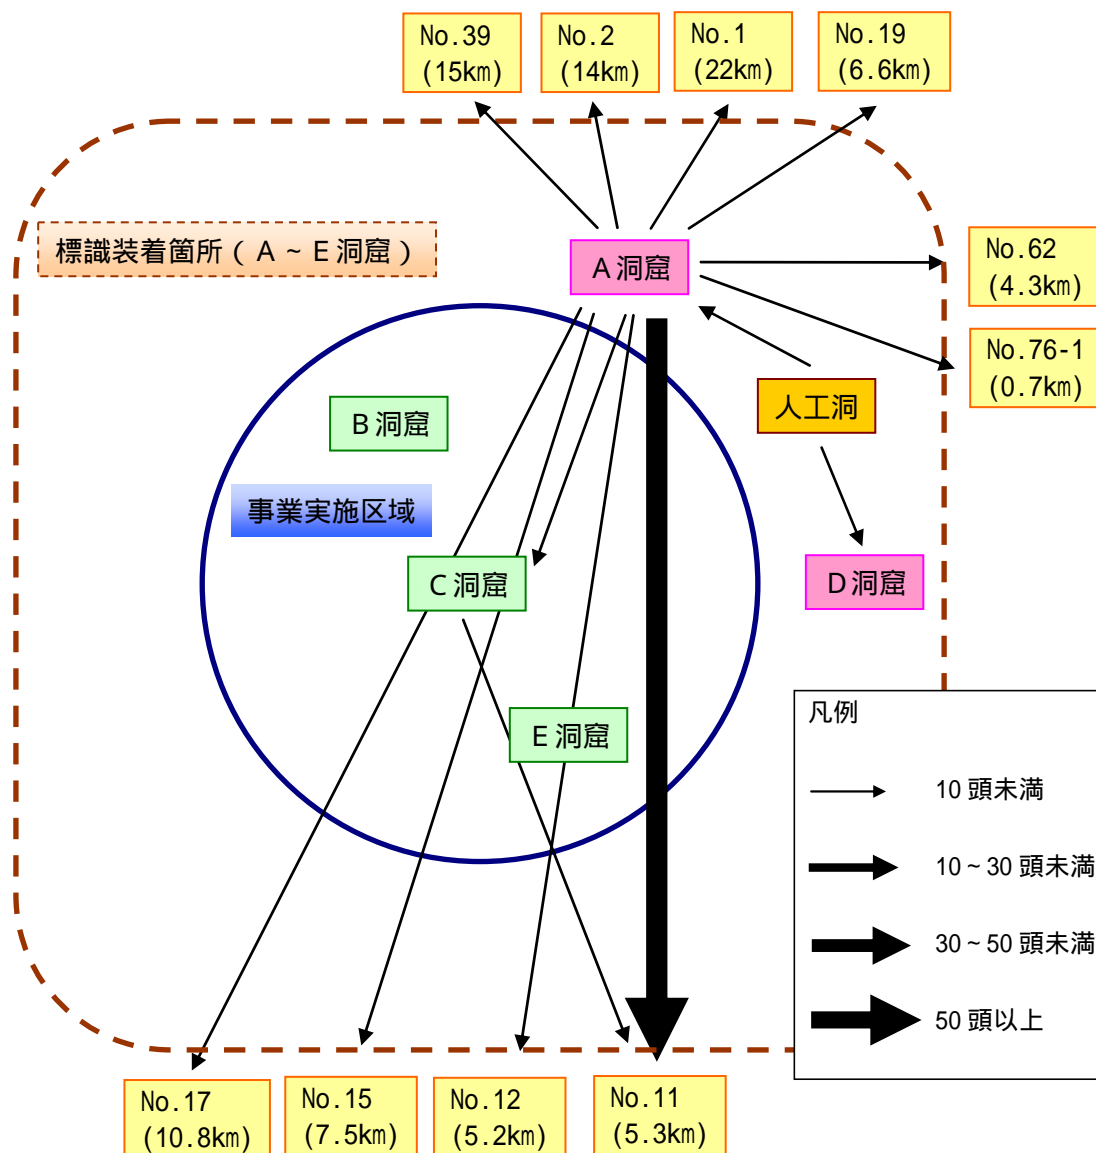 No.39
(15km)
No.2
(14km)
No.1
(22km)
No.19
(6.6km)
標識装着箇所(A~E洞窟)
A洞窟
No.62
(4.3km)
No.76-1
(0.7km)
人工洞
B洞窟
事業実施区域
C洞窟
D洞窟
E洞窟
凡例
10頭未満
10~30頭未満
30~50頭未満
50頭以上
No.17
(10.8km)
No.15
(7.5km)
No.12
(5.2km)
No.11
(5.3km)